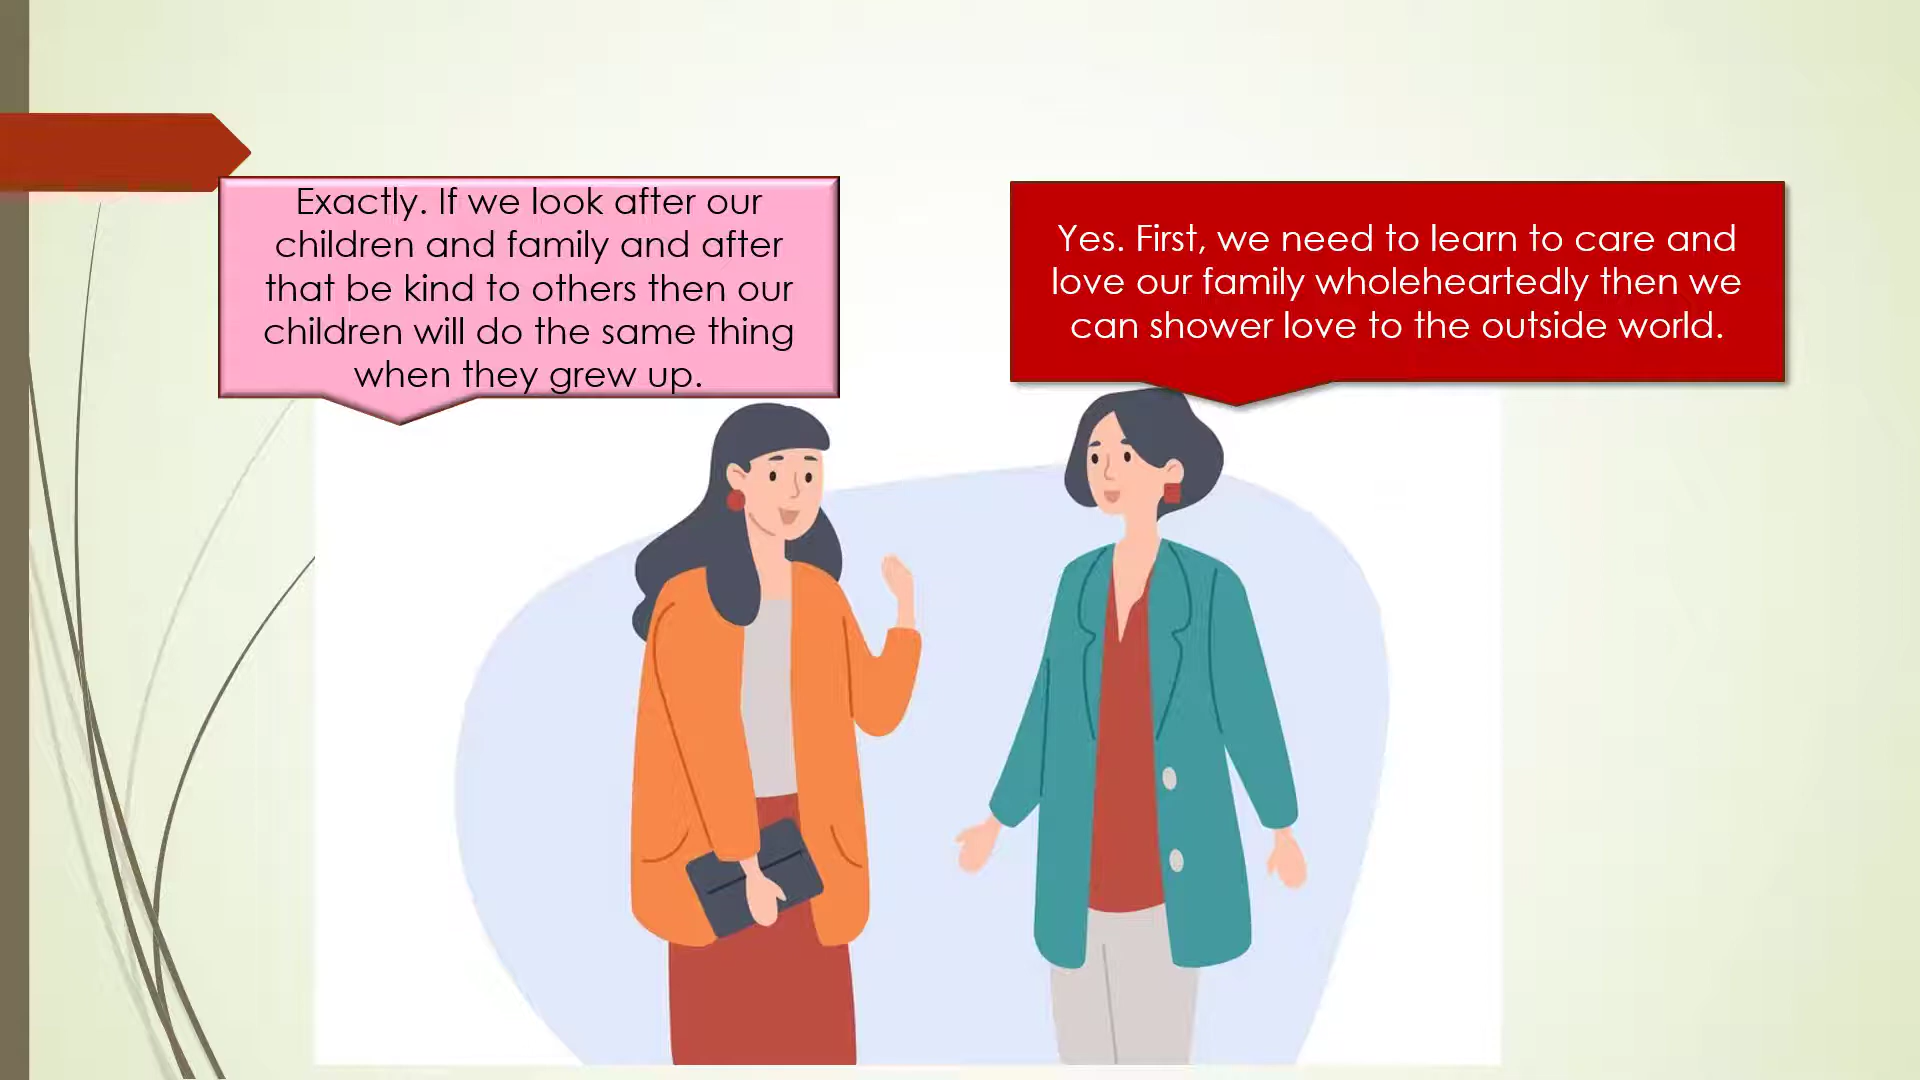 Exactly. If we look after our
children and family and after
that be kind to others then our
children will do the same thing
when they grew up.
Yes. First, we need to learn to care and
love our family wholeheartedly then we
can shower love to the outside world.